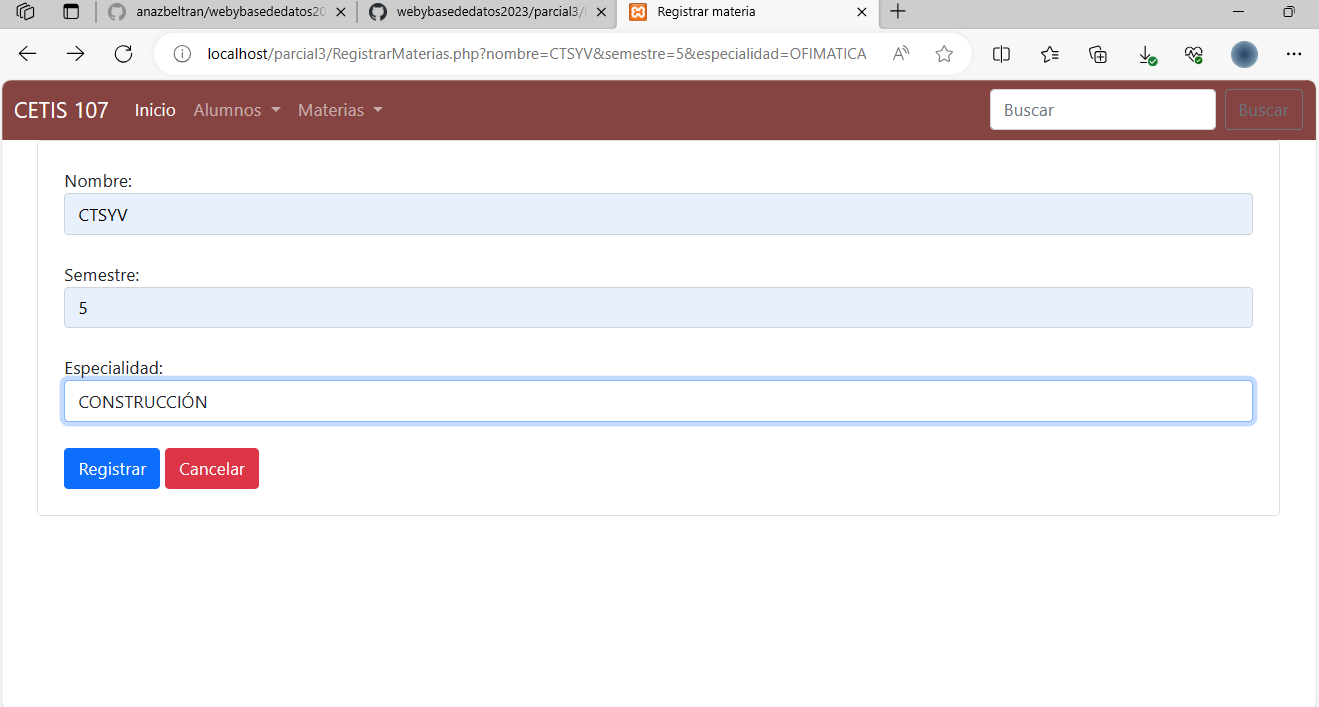 anazbeltran/webybasededatos20
webybasededatos2023/parcial3/
Registrar materia
localhost/parcial3/RegistrarMaterias.php?nombre=CTSYV&semestre=5&especialidad=OFIMATICA
CETIS 107 Inicio Alumnos Materias Buscar Buscar
Nombre:
CTSYV
Semestre:
5
Especialidad:
CONSTRUCCIÓN
Registrar Cancelar